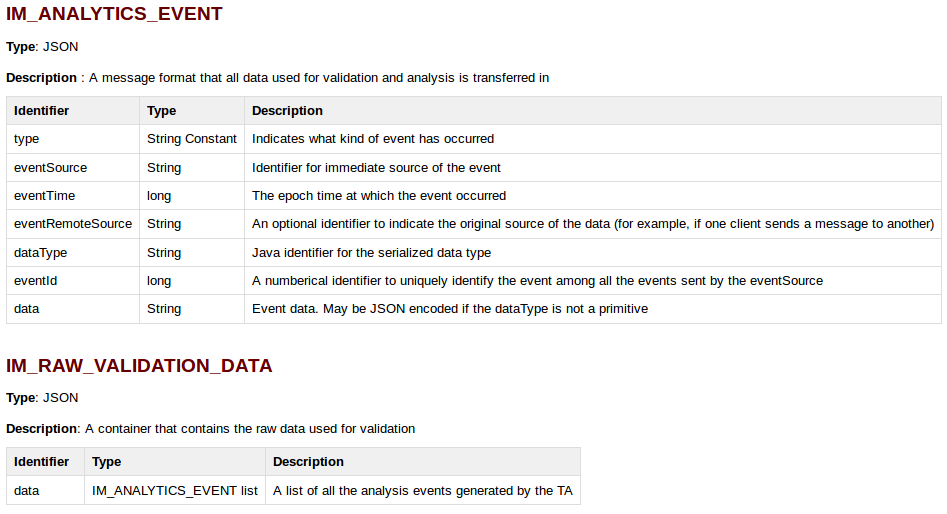 IM_ANALYTICS_EVENT
Type: JSON
Description : A message format that all data used for validation and analysis is transferred in
Identifier Type Description
type String Constant Indicates what kind of event has occurred
eventSource String Identifier for immediate source of the event
eventTime long The epoch time at which the event occurred
eventRemoteSource String An optional identifier to indicate the original source of the data (for example, if one client sends a message to another)
dataType String Java identifier for the serialized data type
eventId long A numberical identifier to uniquely identify the event among all the events sent by the eventSource
data String Event data. May be JSON encoded if the dataType is not a primitive
IM_RAW_VALIDATION_DATA
Type: JSON
Description: A container that contains the raw data used for validation
Identifier Type Description
data IM_ANALYTICS_EVENT list A list of all the analysis events generated by the TA